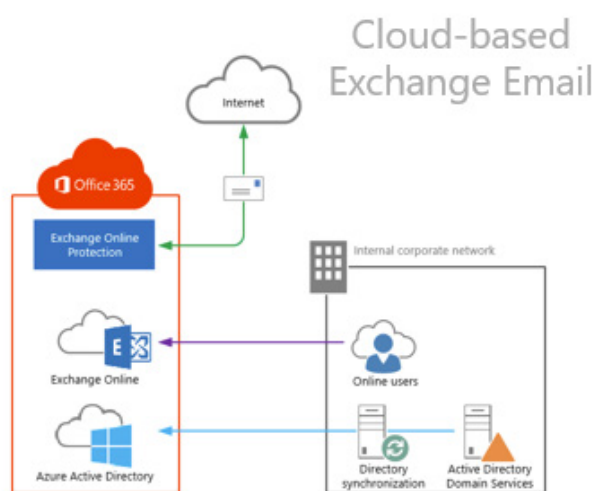 Cloud-based
Exchange Email
Internet
Office 365
Exchange Online
Protection
Internal corporate network
E
Exchange Online
Online users
Azure Active Directory
Directory
synchronization
Active Directory
Domain Services